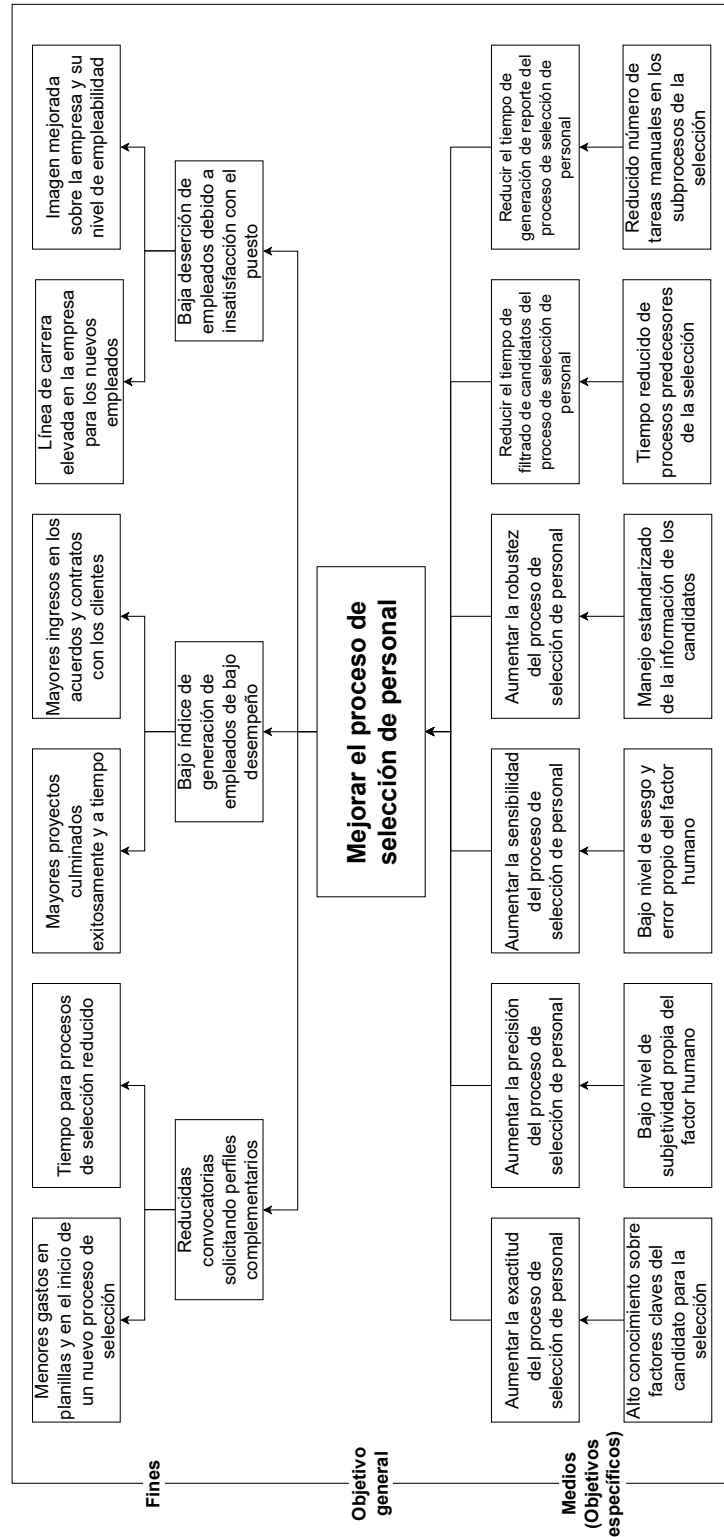 Fines
Menores gastos en
planillas y en el inicio de
un nuevo proceso de
selección
Tiempo para procesos
de selección reducido
Mayores proyectos
culminados
exitosamente y a tiempo
Mayores ingresos en los
acuerdos y contratos
con los clientes
Línea de carrera
elevada en la empresa
para los nuevos
empleados
Imagen mejorada
sobre la empresa y su
nivel de empleabilidad
Reducidas
convocatorias
solicitando perfiles
complementarios
Bajo índice de
generación de
empleados de bajo
desempeño
Baja deserción de
empleados debido a
insatisfacción con el
puesto
Objetivo
general
Mejorar el proceso de
selección de personal
Medios
(Objetivos
específicos)
Aumentar la exactitud
del proceso de
selección de personal
Aumentar la precisión
del proceso de
selección de personal
Aumentar la sensibilidad
del proceso de
selección de personal
Aumentar la robustez
del proceso de
selección de personal
Reducir el tiempo de
filtrado de candidatos del
proceso de selección de
personal
Reducir el tiempo de
generación de reporte del
proceso de selección de
personal
Alto conocimiento sobre
factores claves del
candidato para la
selección
Bajo nivel de
subjetividad propia del
factor humano
Bajo nivel de sesgo y
error propio del factor
humano
Manejo estandarizado
de la información de los
candidatos
Tiempo reducido de
procesos predecesores
de la selección
Reducido número de
tareas manuales en los
subprocesos de la
selección